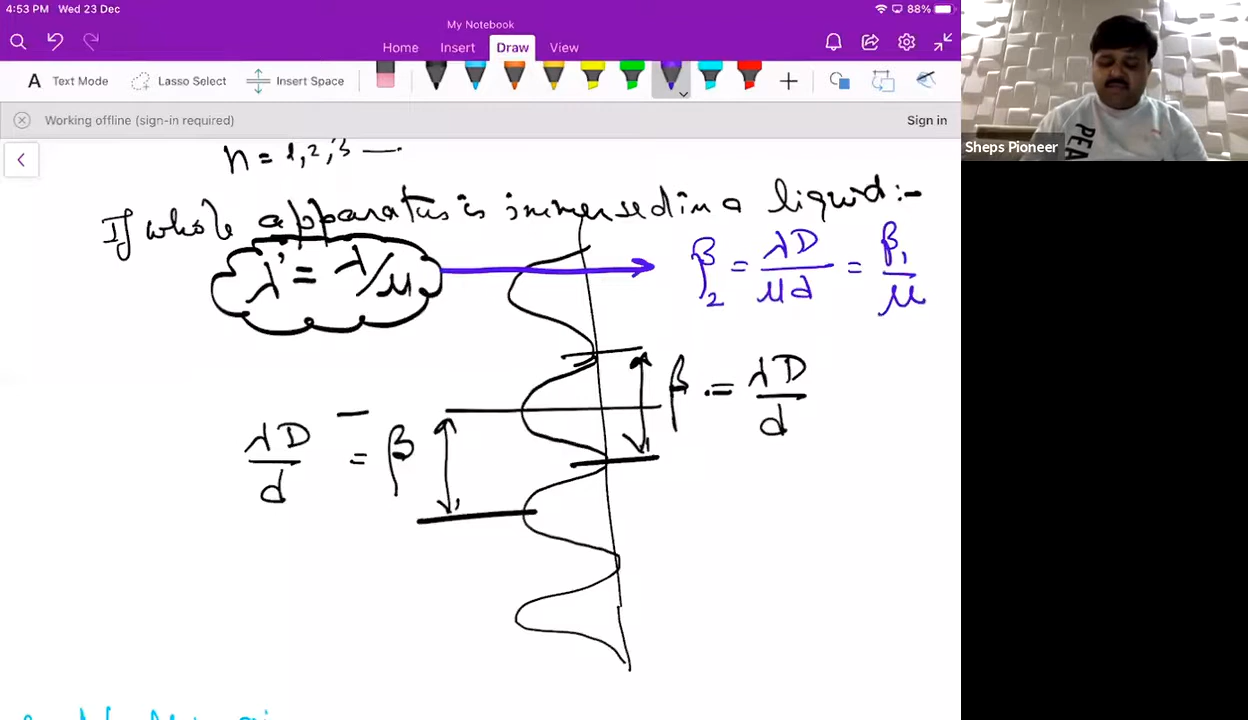 4:53 PM Wed 23 Dec
88%
My Notebook
Home Insert Draw View
A Text Mode Lasso Select Insert Space
Working offline (sign-in required) Sign in
Sheps Pioneer
n = 1, 2, 3 —
If whole apparatus is immersed in a liquid :-
λ' = λ/μ
β₂ = λD/μd = β₁/μ
β = λD/d
λD/d = β